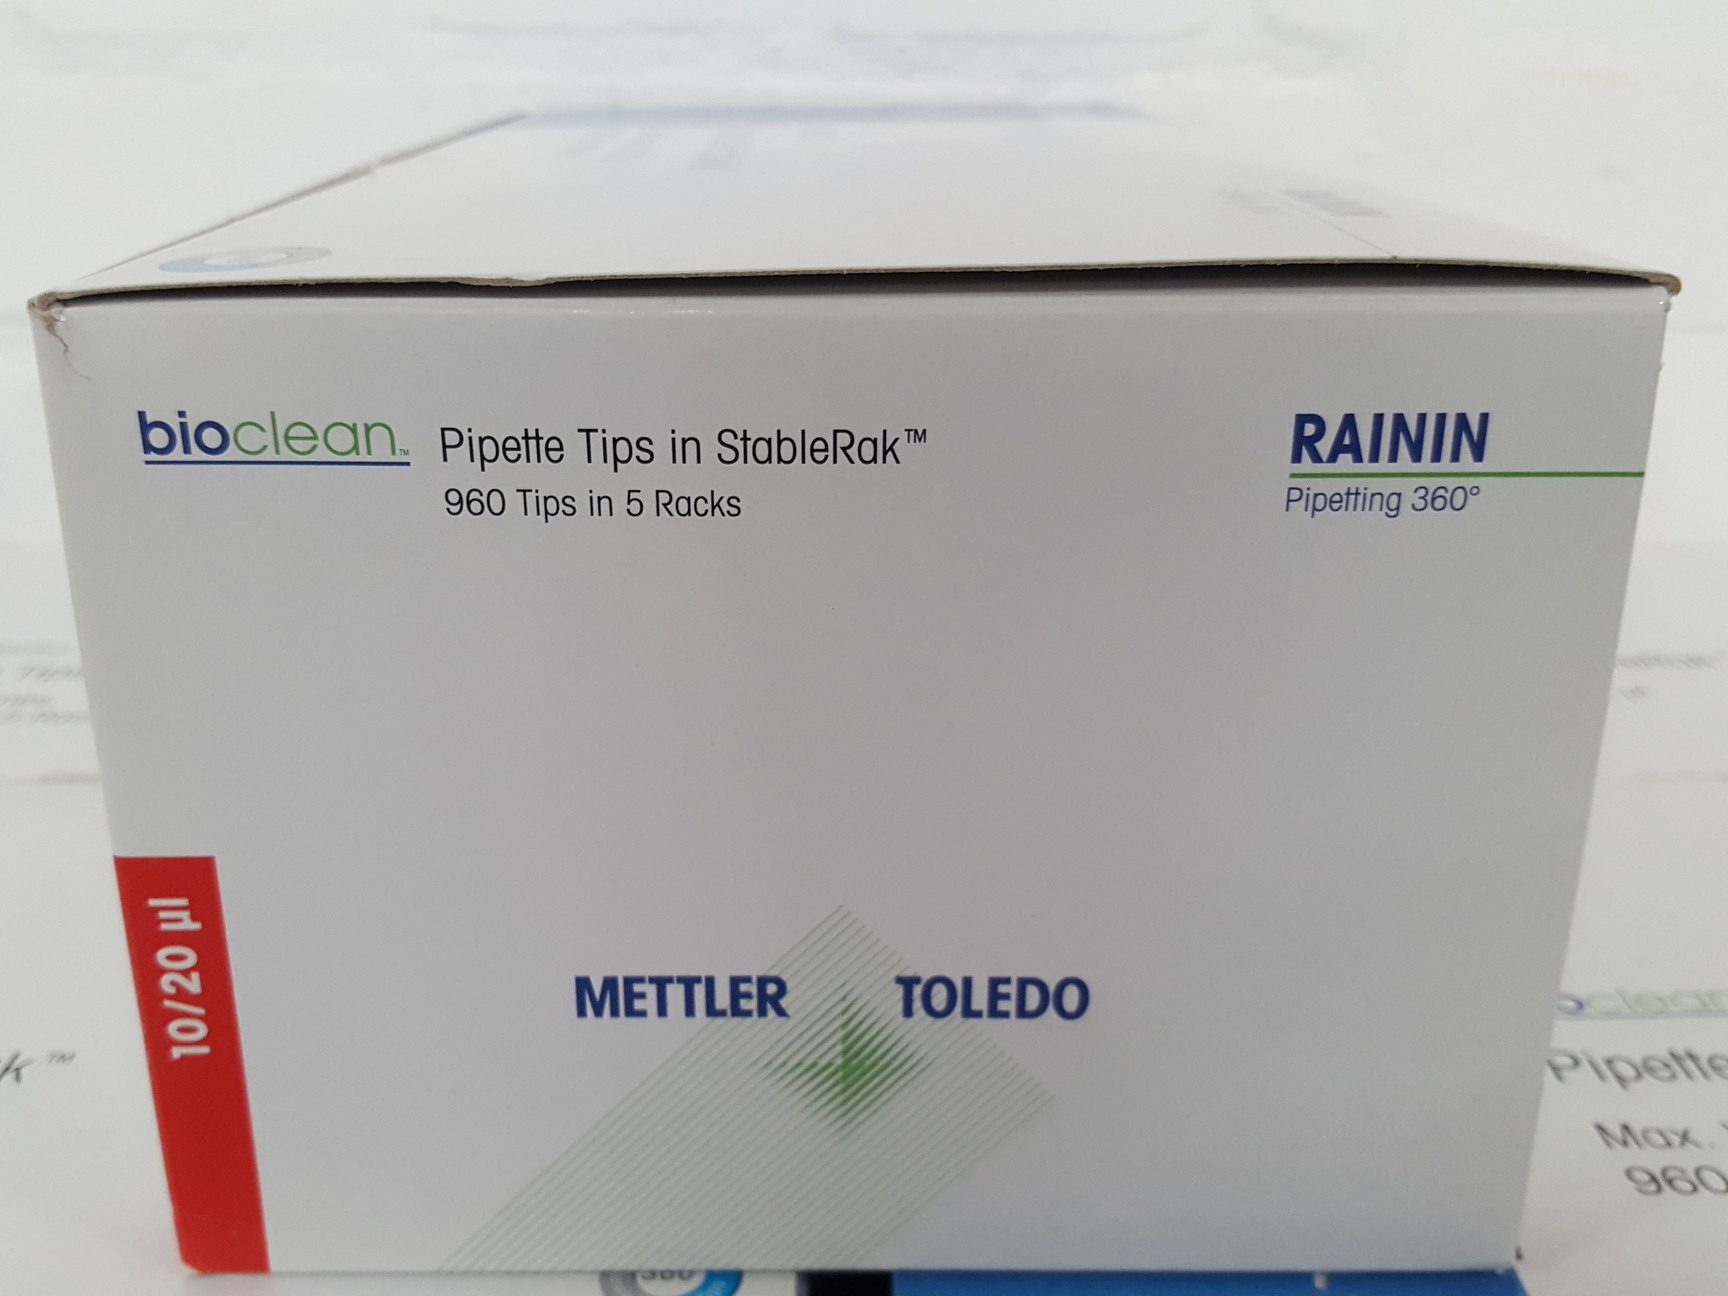 bioclean™
Pipette Tips in StableRak™
960 Tips in 5 Racks
RAININ
Pipetting 360°
10/20 µl
METTLER TOLEDO
Pipette
Max.
960